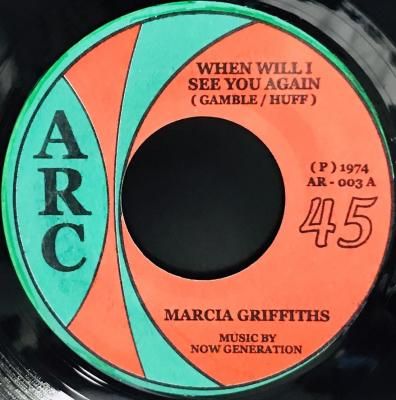 WHEN WILL I
SEE YOU AGAIN
( GAMBLE / HUFF )
ARC
( P ) 1974
AR - 003 A
45
MARCIA GRIFFITHS
MUSIC BY
NOW GENERATION